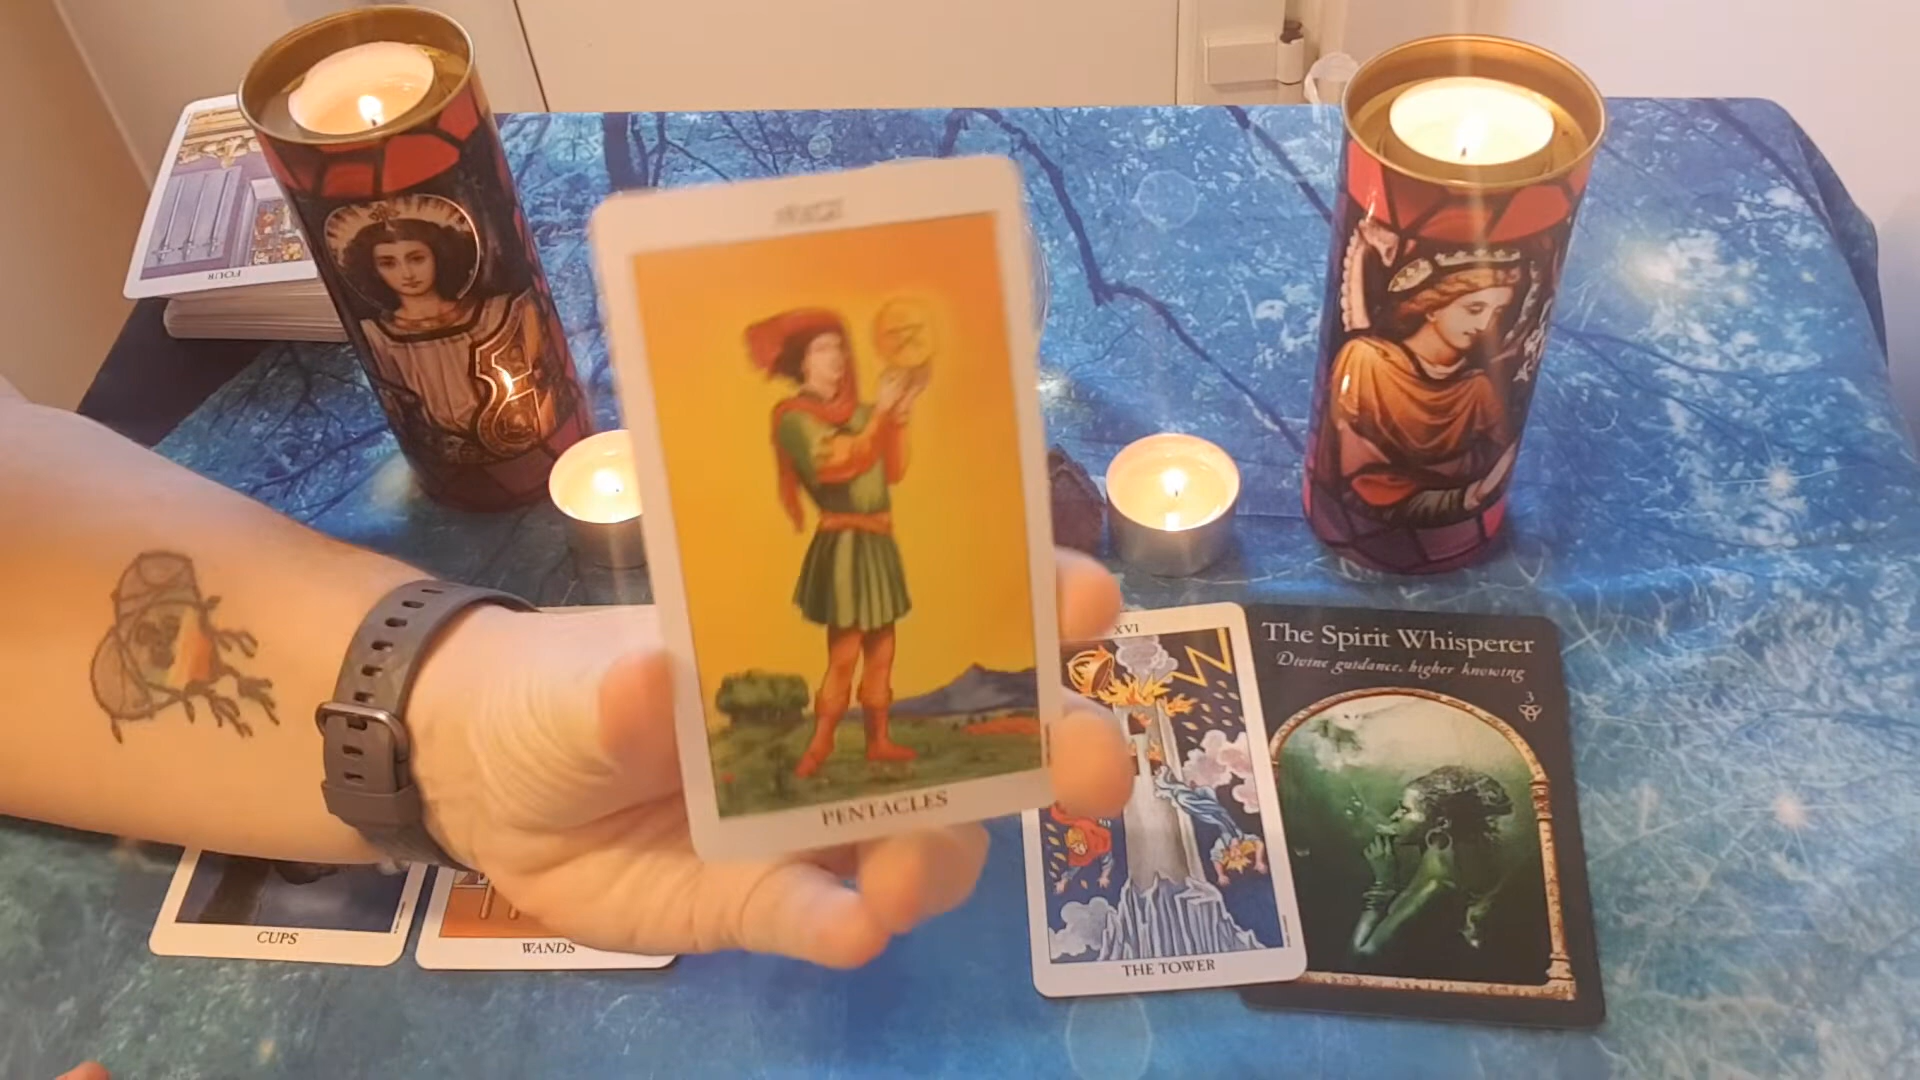 FOUR
PENTACLES
XVI
THE TOWER
The Spirit Whisperer
Divine guidance, higher knowing
3
CUPS
WANDS